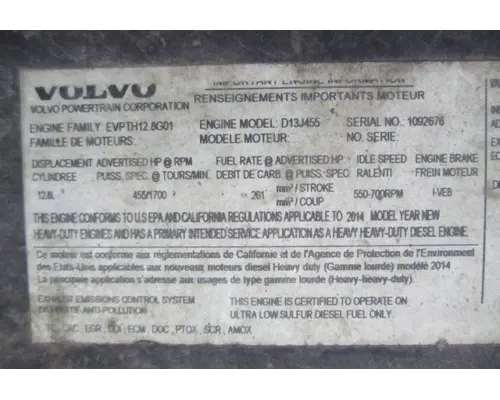 VOLVO
VOLVO POWERTRAIN CORPORATION
IMPORTANT ENGINE INFORMATION
RENSEIGNEMENTS IMPORTANTS MOTEUR
ENGINE FAMILY: EVPTH12.8G01 ENGINE MODEL: D13J455 SERIAL NO: 1092676
FAMILLE DE MOTEURS: MODELE MOTEUR: NO. SERIE:
DISPLACEMENT ADVERTISED HP @ RPM FUEL RATE @ ADVERTISED HP IDLE SPEED ENGINE BRAKE
CYLINDREE PUISS. SPEC. @ TOURS/MIN. DEBIT DE CARB. @ PUISS. SPEC. RALENTI FREIN MOTEUR
12.8L 455/1700 261 mm³ / STROKE 550-700RPM I-VEB
mm³ / COUP
THIS ENGINE CONFORMS TO U.S EPA AND CALIFORNIA REGULATIONS APPLICABLE TO 2014 MODEL YEAR NEW
HEAVY-DUTY ENGINES AND HAS A PRIMARY INTENDED SERVICE APPLICATION AS A HEAVY HEAVY-DUTY DIESEL ENGINE.
Ce moteur est conforme aux réglementations de Californie et de l'Agence de Protection de l'Environment
des Etats-Unis applicables aux nouveaux moteurs diesel Heavy duty (Gamme lourde) modèle 2014
La principale application s'adresse aux usages de type gamme lourde (Heavy-heavy-duty).
EXHAUST EMISSIONS CONTROL SYSTEM THIS ENGINE IS CERTIFIED TO OPERATE ON
ANTI-POLLUTION ULTRA LOW SULFUR DIESEL FUEL ONLY
TC, CAC, EGR, DDI, ECM, DOC, PTOX, SCR, AMOX